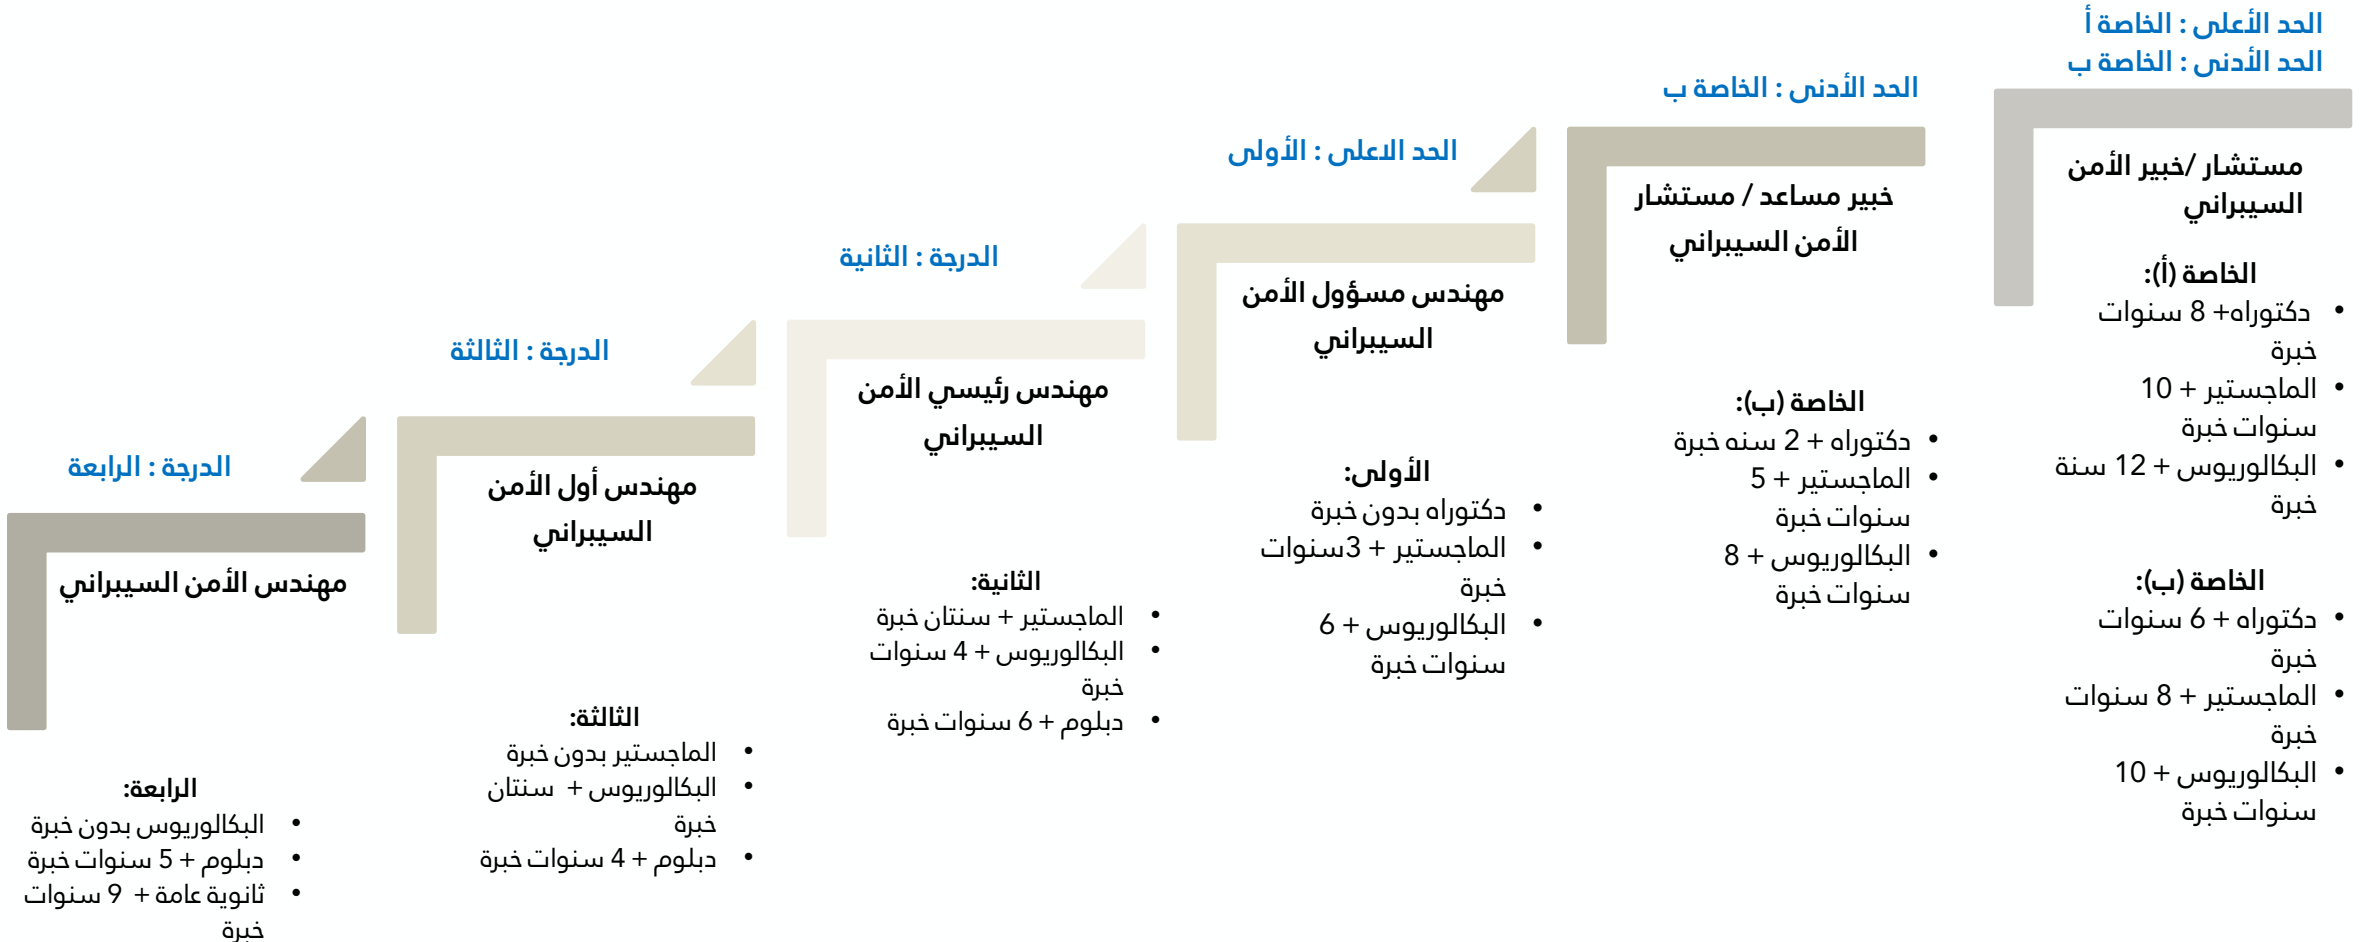 الحد الأعلى : الخاصة أ
الحد الأدنى : الخاصة ب
مستشار /خبير الأمن
السيبراني
الخاصة (أ):
• دكتوراه+ 8 سنوات
خبرة
• الماجستير + 10
سنوات خبرة
• البكالوريوس + 12 سنة
خبرة
الخاصة (ب):
• دكتوراه + 6 سنوات
خبرة
• الماجستير + 8 سنوات
خبرة
• البكالوريوس + 10
سنوات خبرة
الحد الأدنى : الخاصة ب
خبير مساعد / مستشار
الأمن السيبراني
الخاصة (ب):
• دكتوراه + 2 سنه خبرة
• الماجستير + 5
سنوات خبرة
• البكالوريوس + 8
سنوات خبرة
الحد الاعلى : الأولى
مهندس مسؤول الأمن
السيبراني
الأولى:
• دكتوراه بدون خبرة
• الماجستير + 3سنوات
خبرة
• البكالوريوس + 6
سنوات خبرة
الدرجة : الثانية
مهندس رئيسي الأمن
السيبراني
الثانية:
• الماجستير + سنتان خبرة
• البكالوريوس + 4 سنوات
خبرة
• دبلوم + 6 سنوات خبرة
الدرجة : الثالثة
مهندس أول الأمن
السيبراني
الثالثة:
• الماجستير بدون خبرة
• البكالوريوس + سنتان
خبرة
• دبلوم + 4 سنوات خبرة
الدرجة : الرابعة
مهندس الأمن السيبراني
الرابعة:
• البكالوريوس بدون خبرة
• دبلوم + 5 سنوات خبرة
• ثانوية عامة + 9 سنوات
خبرة